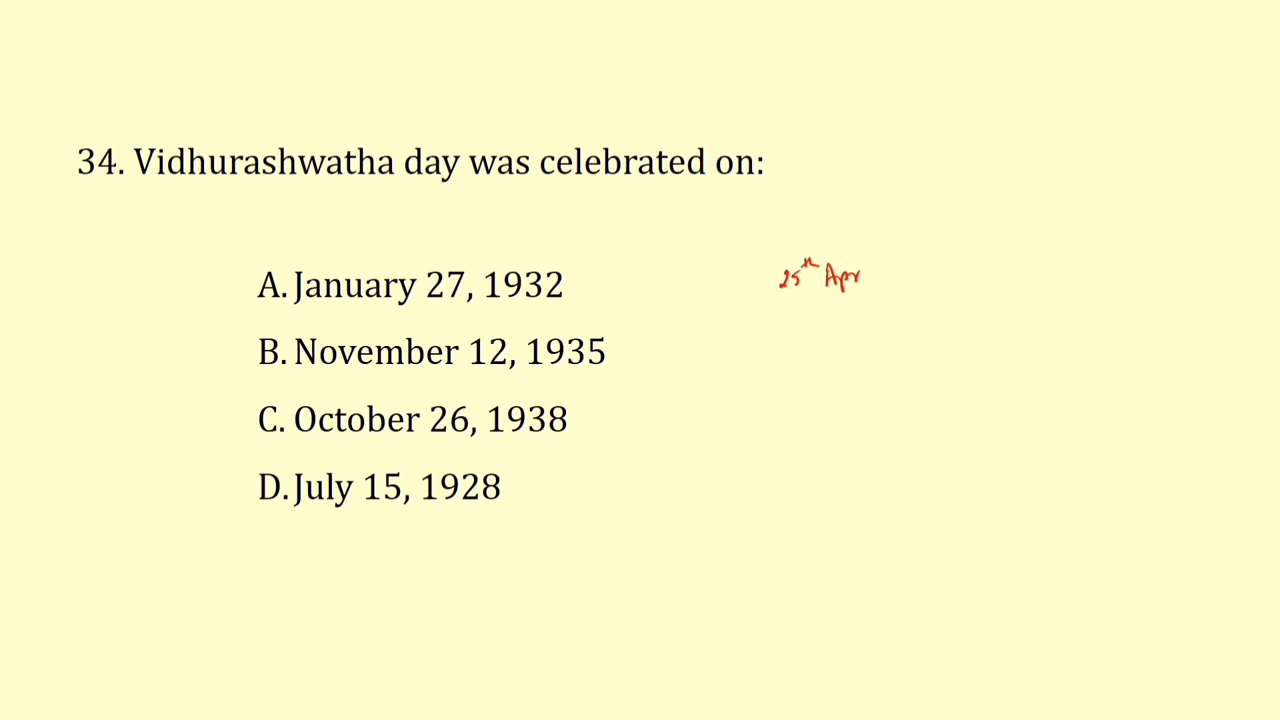 34. Vidhurashwatha day was celebrated on:
A. January 27, 1932
25th Apr
B. November 12, 1935
C. October 26, 1938
D. July 15, 1928